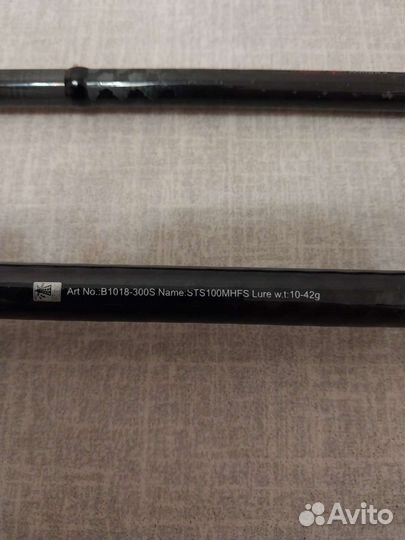 Art No.:B1018-300S Name:STS100MHFS Lure w.t:10-42g
Avito